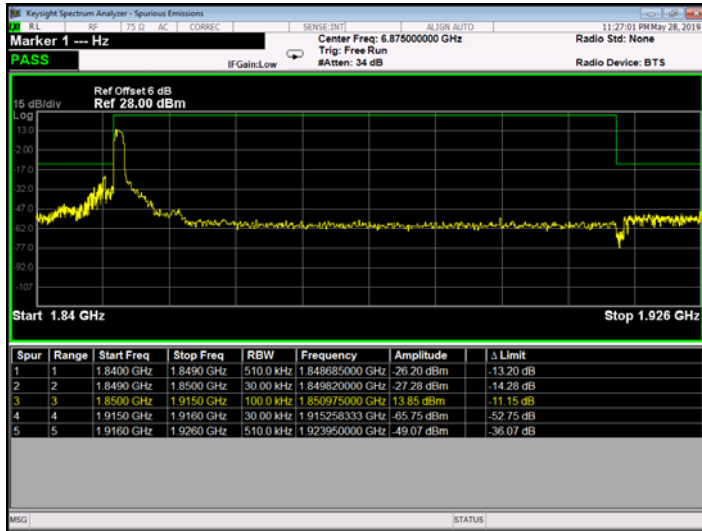 Keysight Spectrum Analyzer - Spurious Emissions
RL RF 75 Ω AC CORREC SENSE:INT ALIGN AUTO 11:27:01 PM May 28, 2019
Marker 1 --- Hz Center Freq: 6.875000000 GHz Radio Std: None
Trig: Free Run
PASS IFGain:Low #Atten: 34 dB Radio Device: BTS
Ref Offset 6 dB
15 dB/div Ref 28.00 dBm
Log
13.0
-2.00
-17.0
-32.0
-47.0
-62.0
-77.0
-92.0
-107
Start 1.84 GHz Stop 1.926 GHz
Spur Range Start Freq Stop Freq RBW Frequency Amplitude Δ Limit
1 1 1.8400 GHz 1.8490 GHz 510.0 kHz 1.848685000 GHz -26.20 dBm -13.20 dB
2 2 1.8490 GHz 1.8500 GHz 30.00 kHz 1.849820000 GHz -27.28 dBm -14.28 dB
3 3 1.8500 GHz 1.9150 GHz 100.0 kHz 1.850975000 GHz 13.85 dBm -11.15 dB
4 4 1.9150 GHz 1.9160 GHz 30.00 kHz 1.915258333 GHz -65.75 dBm -52.75 dB
5 5 1.9160 GHz 1.9260 GHz 510.0 kHz 1.923950000 GHz -49.07 dBm -36.07 dB
MSG STATUS